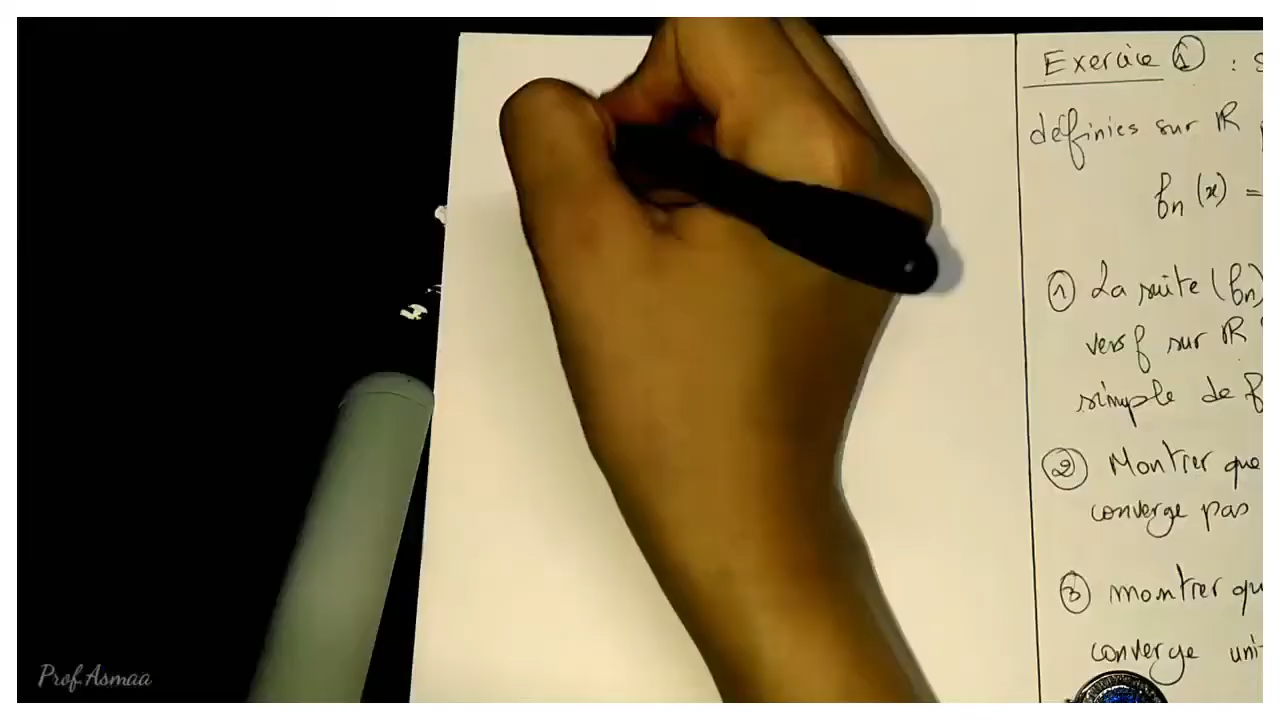 Exercice ① :
définies sur ℝ
fn (x) =
① La suite (fn)
vers f sur ℝ
simple de f
② Montrer que
converge pas
③ montrer qu
converge uni
Prof.Asmaa